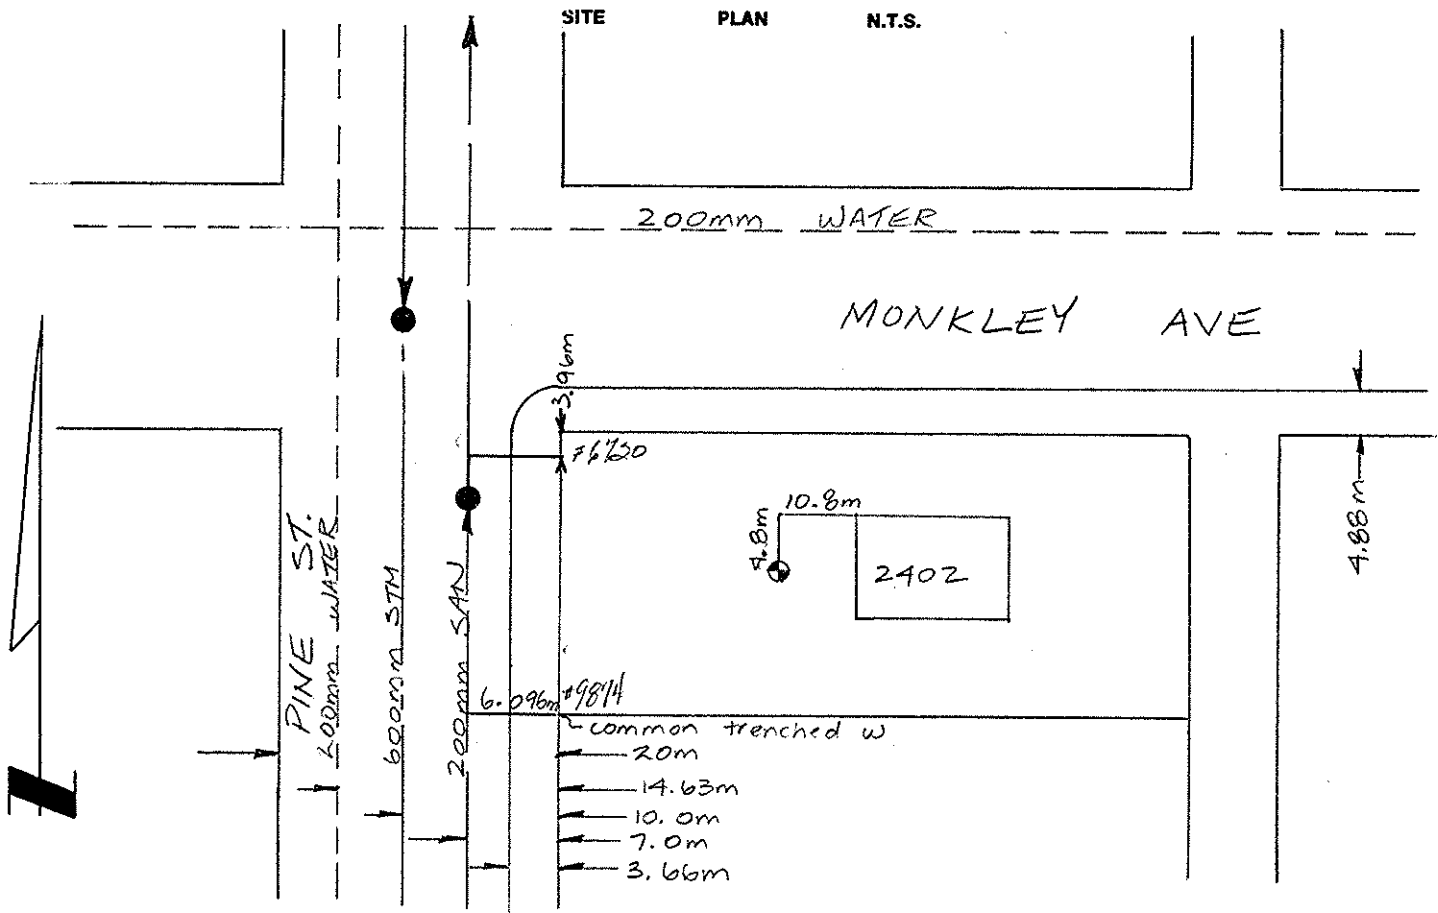 SITE PLAN N.T.S.
200mm WATER
MONKLEY AVE
3.96m
#6720
10.8m
4.8m
2402
4.88m
PINE ST.
200mm WATER
600mm STM
200mm SAN
6.096m
#9874
common trenched w
20m
14.63m
10.0m
7.0m
3.66m